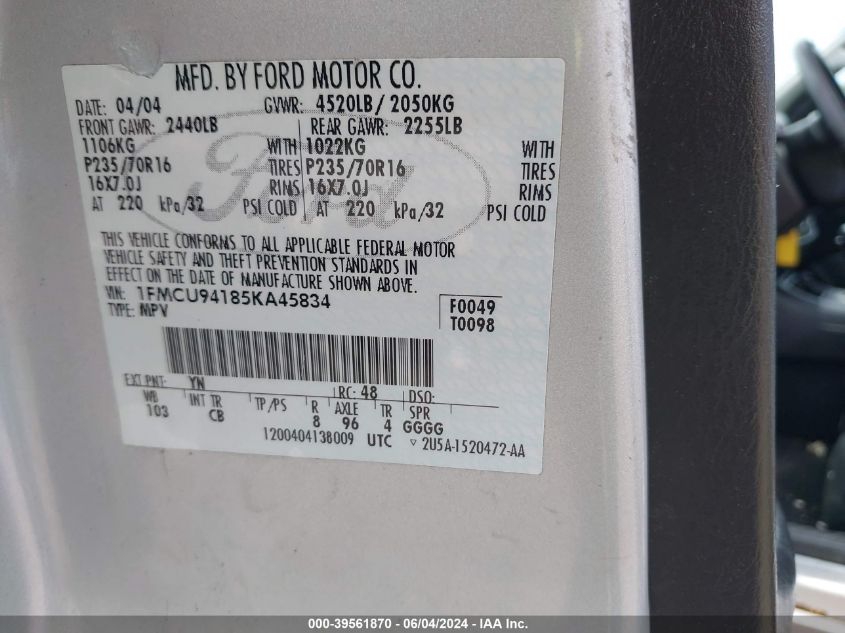 MFD. BY FORD MOTOR CO.
DATE: 04/04 GVWR: 4520LB/ 2050KG
FRONT GAWR: 2440LB REAR GAWR: 2255LB
1106KG WITH 1022KG WITH
P235/70R16 TIRES P235/70R16 TIRES
16X7.0J RIMS 16X7.0J RIMS
AT 220 kPa/32 PSI COLD AT 220 kPa/32 PSI COLD
Ford
THIS VEHICLE CONFORMS TO ALL APPLICABLE FEDERAL MOTOR
VEHICLE SAFETY AND THEFT PREVENTION STANDARDS IN
EFFECT ON THE DATE OF MANUFACTURE SHOWN ABOVE.
VIN: 1FMCU94185KA45834 F0049
TYPE: MPV T0098
EXT PNT: YN RC: 48 DSO:
WB INT TR TP/PS R AXLE TR SPR
103 CB 8 96 4 GGGG
1200404138009 UTC ▽ 2U5A-1520472-AA
000-39561870 - 06/04/2024 - IAA Inc.